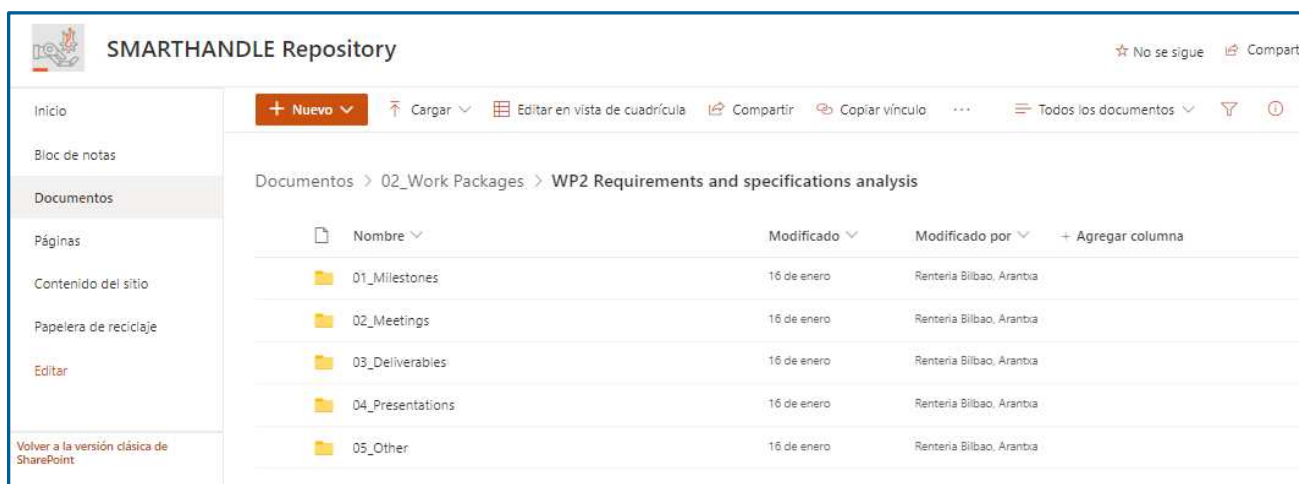 SMARTHANDLE Repository
No se sigue Compart
Inicio
Bloc de notas
Documentos
Páginas
Contenido del sitio
Papelera de reciclaje
Editar
Volver a la versión clásica de
SharePoint
+ Nuevo Cargar Editar en vista de cuadrícula Compartir Copiar vínculo ... Todos los documentos
Documentos > 02_Work Packages > WP2 Requirements and specifications analysis
Nombre Modificado Modificado por + Agregar columna
01_Milestones 16 de enero Renteria Bilbao, Arantxa
02_Meetings 16 de enero Renteria Bilbao, Arantxa
03_Deliverables 16 de enero Renteria Bilbao, Arantxa
04_Presentations 16 de enero Renteria Bilbao, Arantxa
05_Other 16 de enero Renteria Bilbao, Arantxa